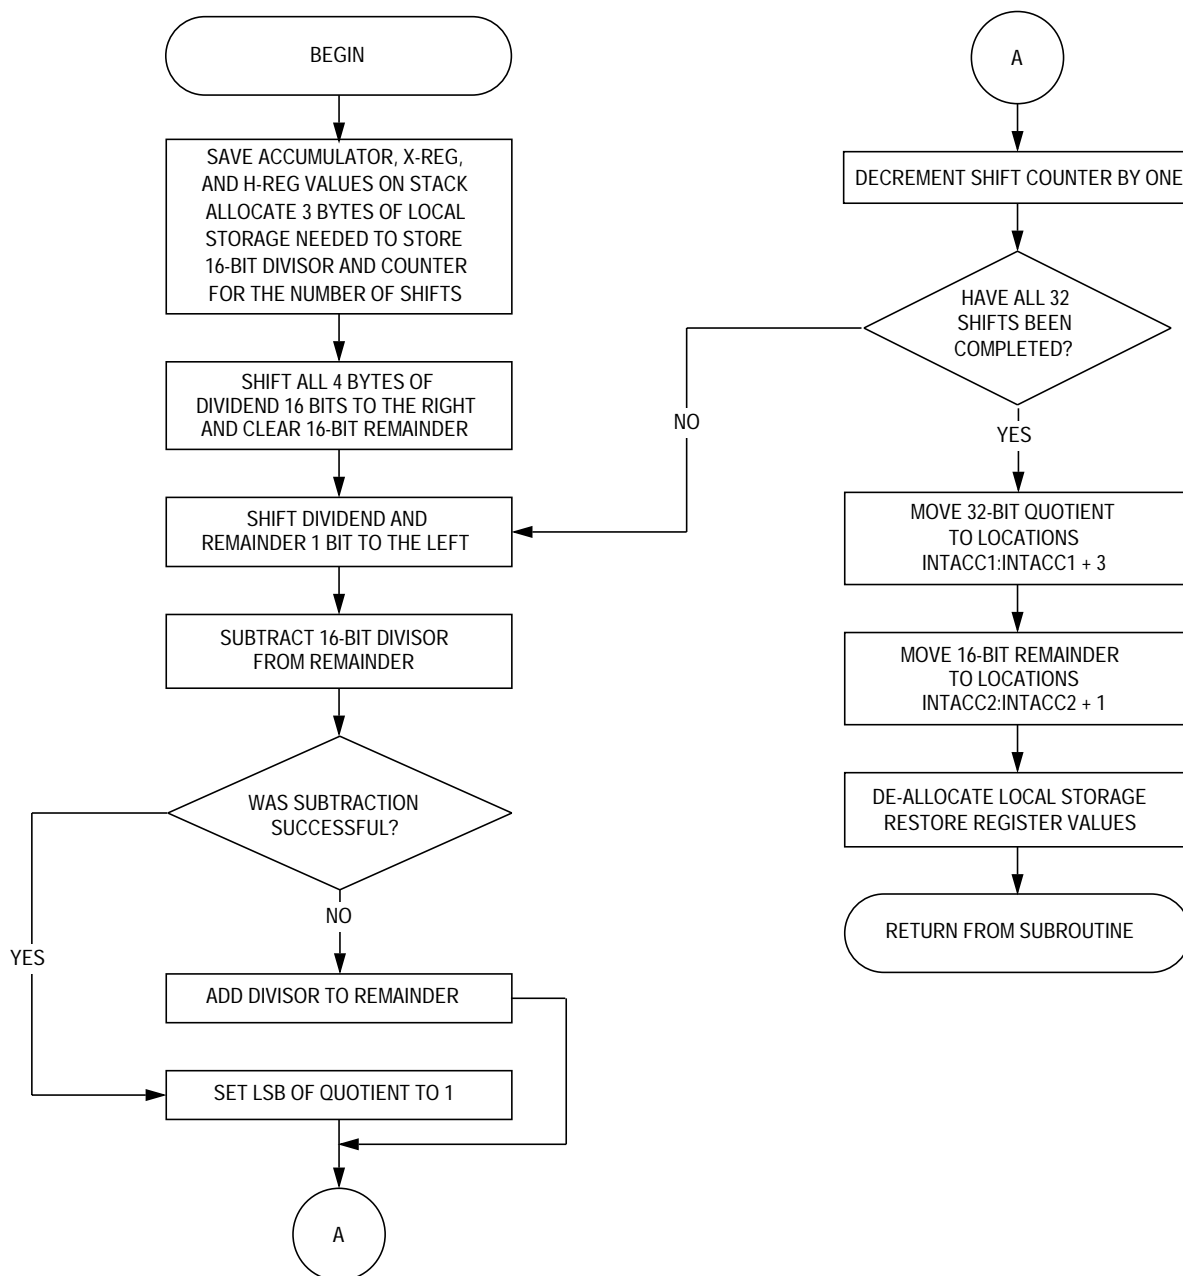 BEGIN
SAVE ACCUMULATOR, X-REG,
AND H-REG VALUES ON STACK
ALLOCATE 3 BYTES OF LOCAL
STORAGE NEEDED TO STORE
16-BIT DIVISOR AND COUNTER
FOR THE NUMBER OF SHIFTS
SHIFT ALL 4 BYTES OF
DIVIDEND 16 BITS TO THE RIGHT
AND CLEAR 16-BIT REMAINDER
SHIFT DIVIDEND AND
REMAINDER 1 BIT TO THE LEFT
SUBTRACT 16-BIT DIVISOR
FROM REMAINDER
WAS SUBTRACTION
SUCCESSFUL?
NO
YES
ADD DIVISOR TO REMAINDER
SET LSB OF QUOTIENT TO 1
A
A
DECREMENT SHIFT COUNTER BY ONE
HAVE ALL 32
SHIFTS BEEN
COMPLETED?
NO
YES
MOVE 32-BIT QUOTIENT
TO LOCATIONS
INTACC1:INTACC1 + 3
MOVE 16-BIT REMAINDER
TO LOCATIONS
INTACC2:INTACC2 + 1
DE-ALLOCATE LOCAL STORAGE
RESTORE REGISTER VALUES
RETURN FROM SUBROUTINE